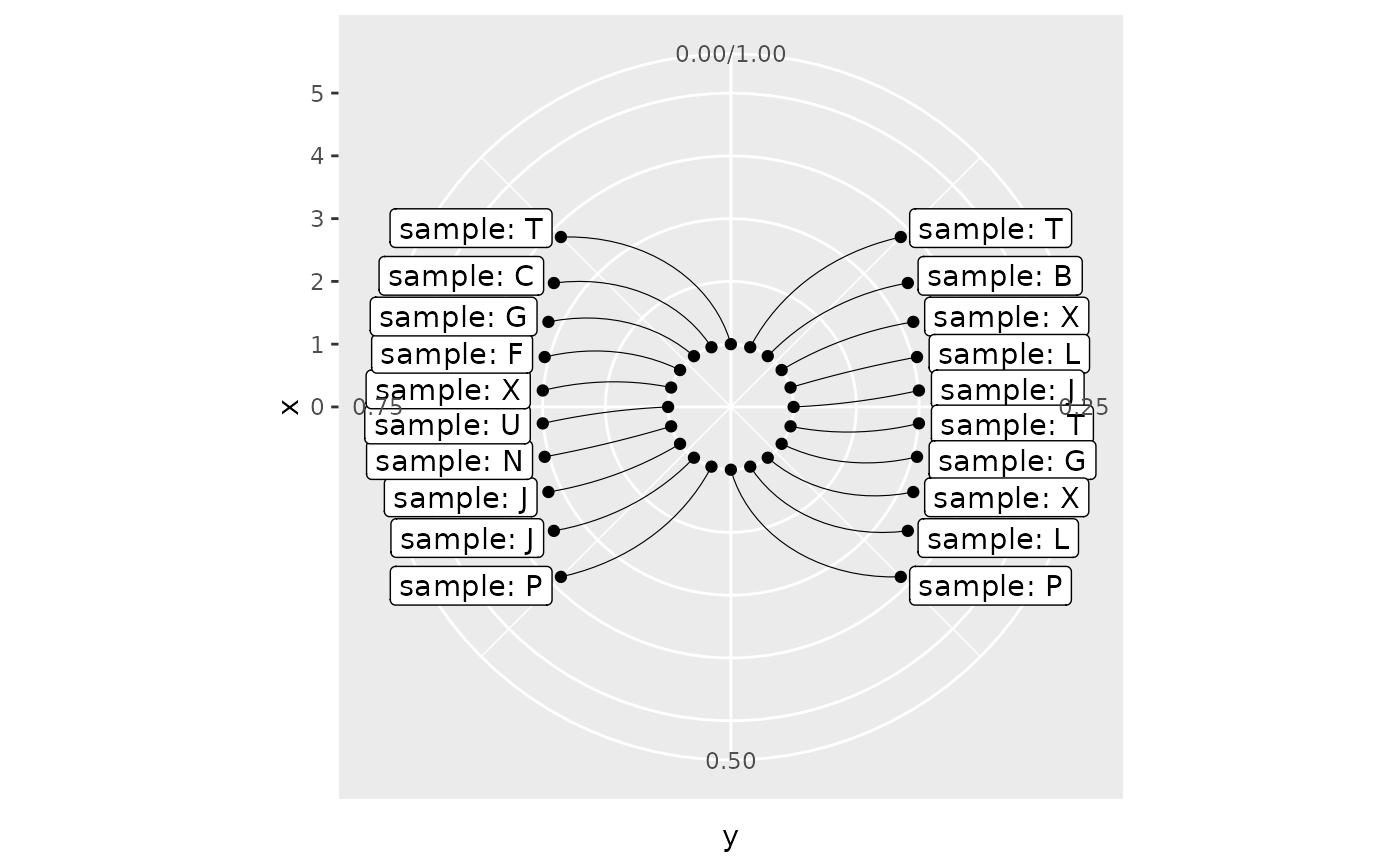 0.00/1.00
5
4
3
2
1
0
x
sample: T
sample: C
sample: G
sample: F
sample: X
0.75
sample: U
sample: N
sample: J
sample: J
sample: P
sample: T
sample: B
sample: X
sample: L
sample: J
0.25
sample: T
sample: G
sample: X
sample: L
sample: P
0.50
y